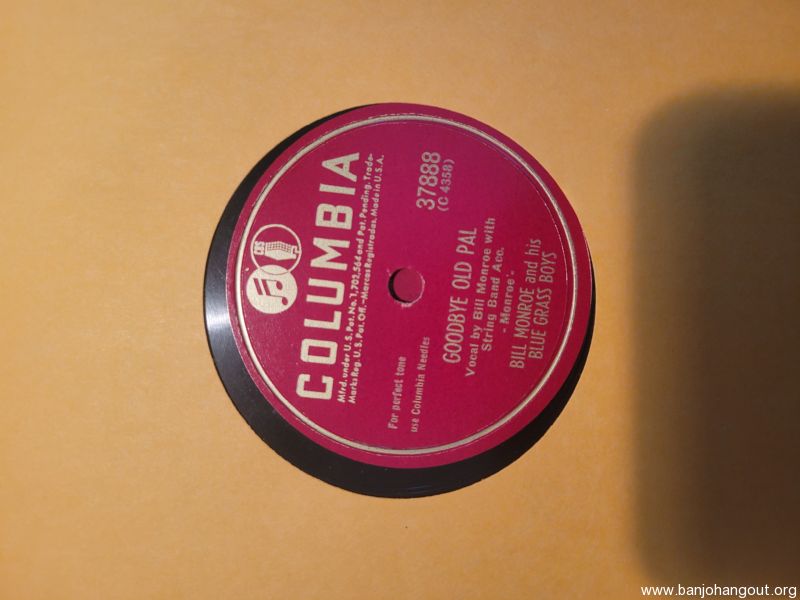 CBS
COLUMBIA
Mfrd. under U.S. Pat. No. 1,702,564 and Pat. Pending. Trade-
Marks Reg. U.S. Pat. Off. – Marcas Registradas. Made in U.S.A.
For perfect tone
use Columbia Needles
37888
(C 4358)
GOODBYE OLD PAL
Vocal by Bill Monroe with
String Band Acc.
- Monroe -
BILL MONROE and his
BLUE GRASS BOYS
www.banjohangout.org